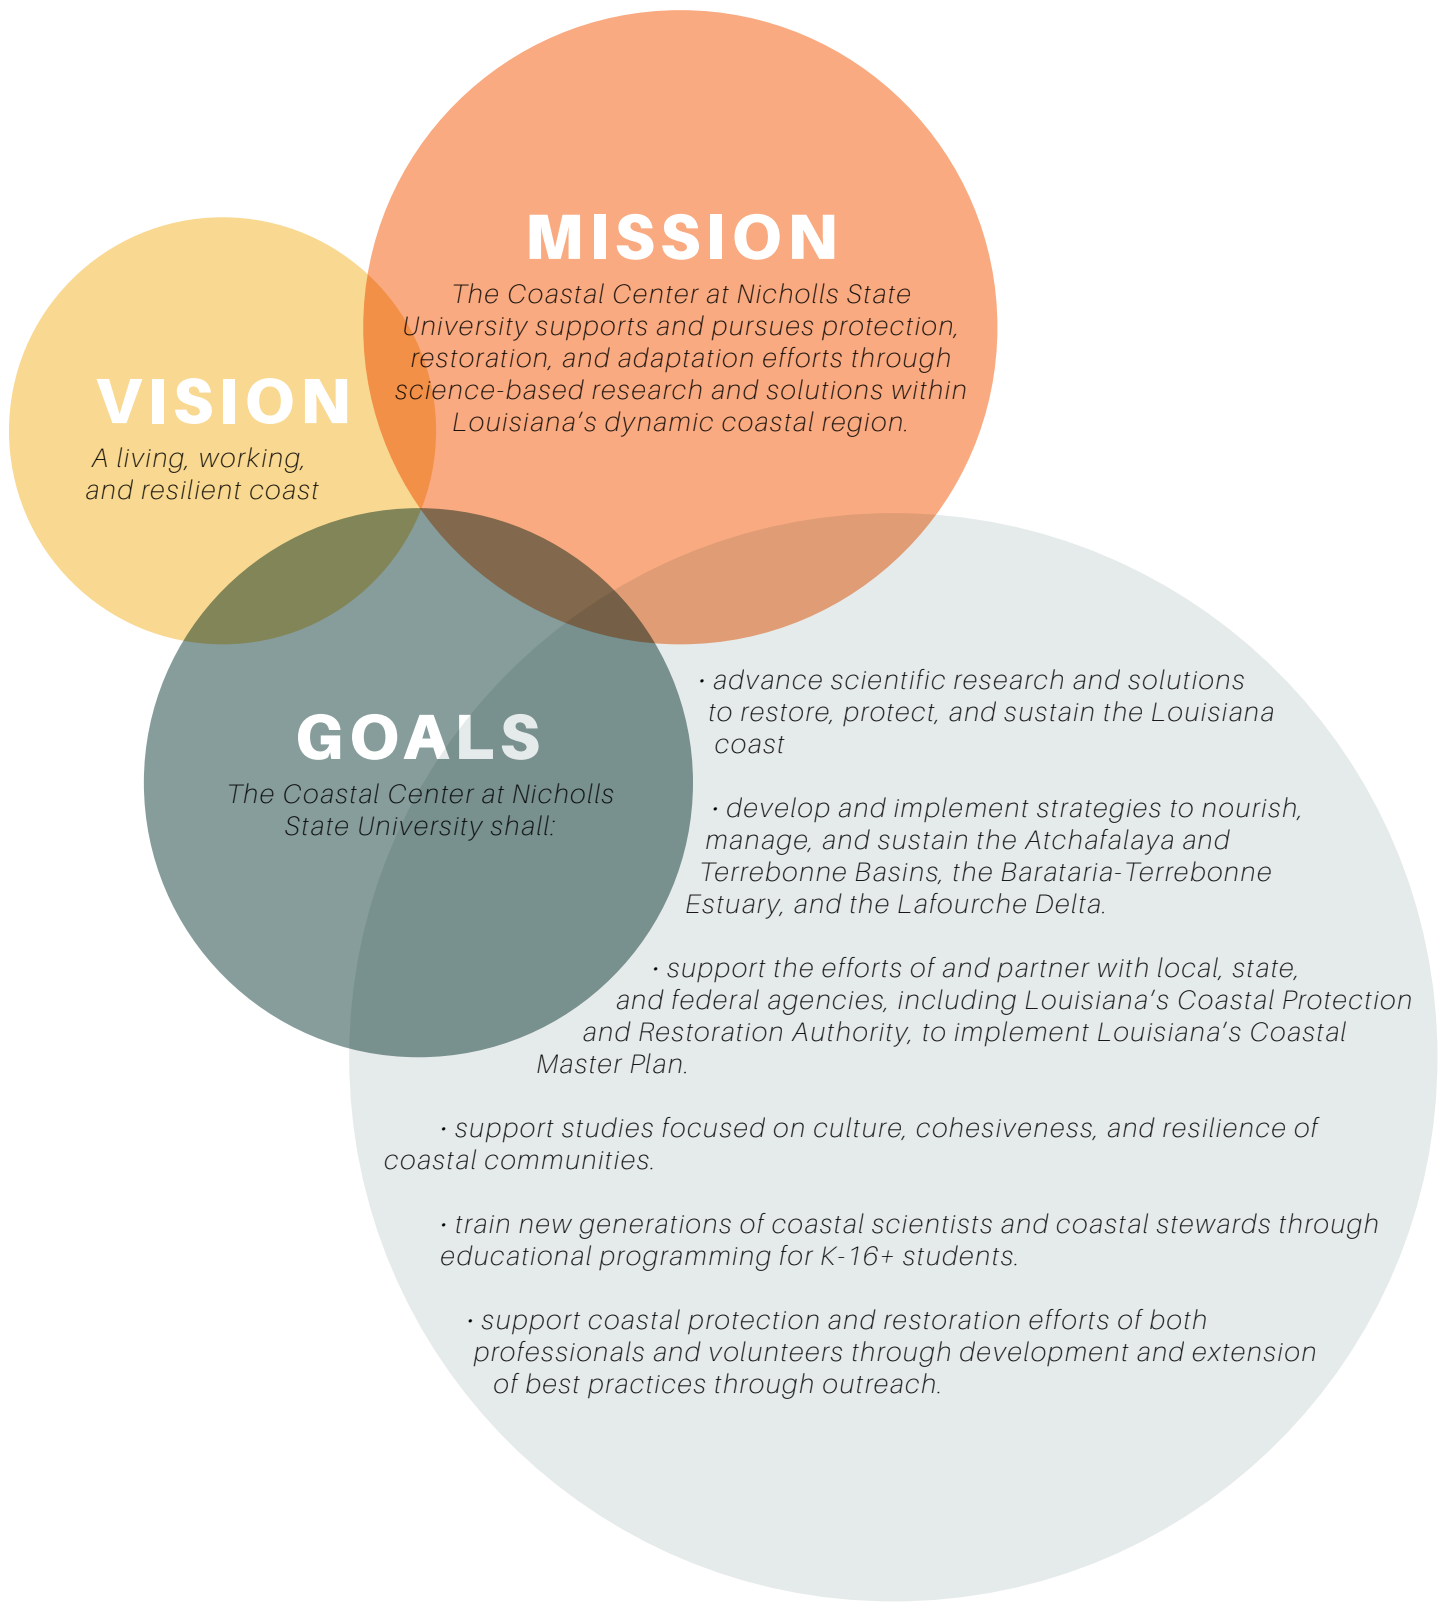 MISSION
The Coastal Center at Nicholls State
University supports and pursues protection,
restoration, and adaptation efforts through
science-based research and solutions within
Louisiana's dynamic coastal region.
VISION
A living, working,
and resilient coast
GOALS
The Coastal Center at Nicholls
State University shall:
• advance scientific research and solutions
to restore, protect, and sustain the Louisiana
coast
• develop and implement strategies to nourish,
manage, and sustain the Atchafalaya and
Terrebonne Basins, the Barataria-Terrebonne
Estuary, and the Lafourche Delta.
• support the efforts of and partner with local, state,
and federal agencies, including Louisiana's Coastal Protection
and Restoration Authority, to implement Louisiana's Coastal
Master Plan.
• support studies focused on culture, cohesiveness, and resilience of
coastal communities.
• train new generations of coastal scientists and coastal stewards through
educational programming for K-16+ students.
• support coastal protection and restoration efforts of both
professionals and volunteers through development and extension
of best practices through outreach.